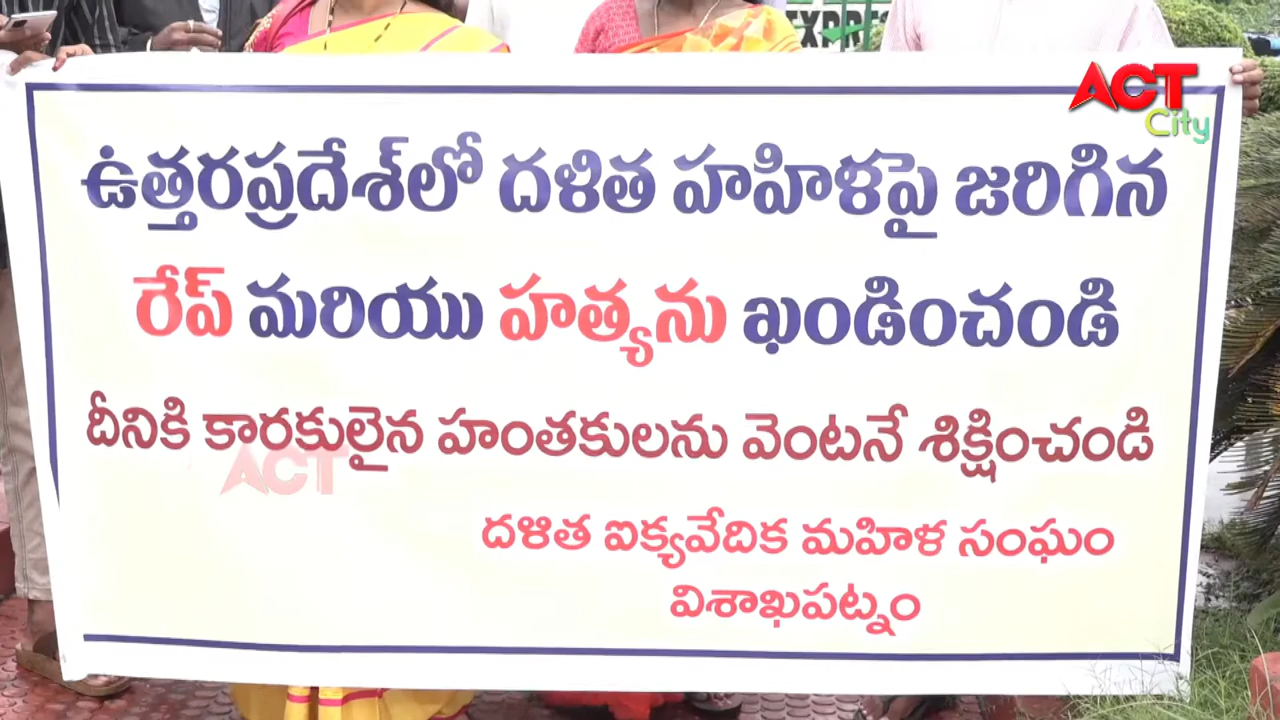 EXPRE
ACT
City
ఉత్తరప్రదేశ్‌లో దళిత హహిళపై జరిగిన
రేప్ మరియు హత్యను ఖండించండి
దీనికి కారకులైన హంతకులను వెంటనే శిక్షించండి
ACT
దళిత ఐక్యవేదిక మహిళ సంఘం
విశాఖపట్నం